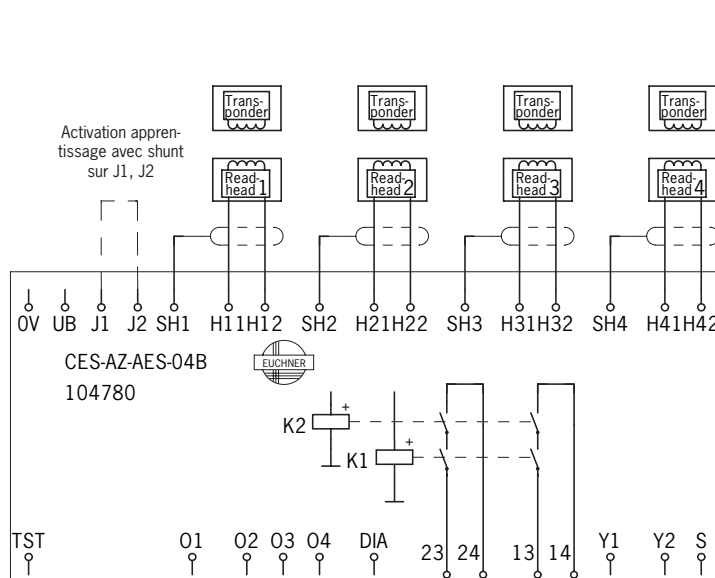 Trans-
ponder
Trans-
ponder
Trans-
ponder
Trans-
ponder
Activation appren-
tissage avec shunt
sur J1, J2
Read-
head 1
Read-
head 2
Read-
head 3
Read-
head 4
0V UB J1 J2 SH1 H11 H12 SH2 H21 H22 SH3 H31 H32 SH4 H41 H42
CES-AZ-AES-04B
EUCHNER
104780
+
K2
+
K1
TST O1 O2 O3 O4 DIA 23 24 13 14 Y1 Y2 S